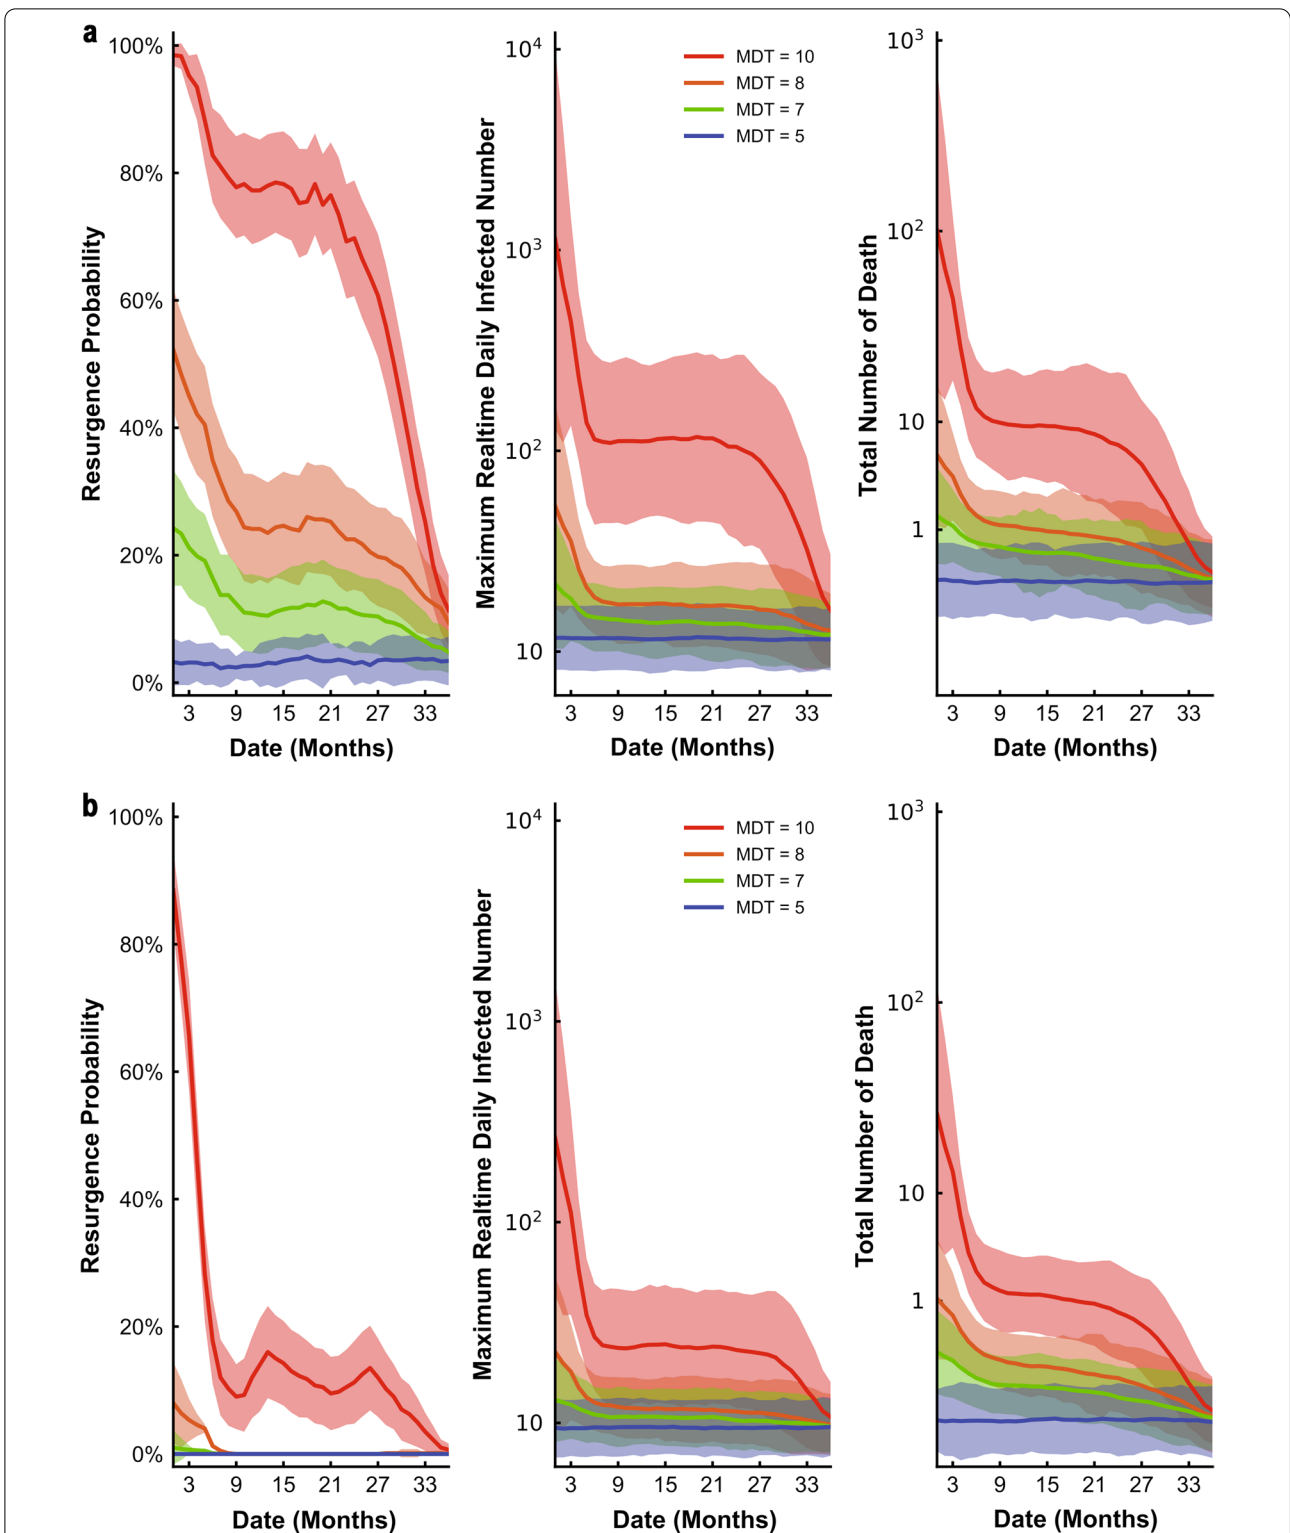 a
100%
80%
60%
40%
20%
0%
Resurgence Probability
3 9 15 21 27 33
Date (Months)
10⁴
10³
10²
10
Maximum Realtime Daily Infected Number
MDT = 10
MDT = 8
MDT = 7
MDT = 5
3 9 15 21 27 33
Date (Months)
10³
10²
10
1
Total Number of Death
3 9 15 21 27 33
Date (Months)
b
100%
80%
60%
40%
20%
0%
Resurgence Probability
3 9 15 21 27 33
Date (Months)
10⁴
10³
10²
10
Maximum Realtime Daily Infected Number
MDT = 10
MDT = 8
MDT = 7
MDT = 5
3 9 15 21 27 33
Date (Months)
10³
10²
10
1
Total Number of Death
3 9 15 21 27 33
Date (Months)